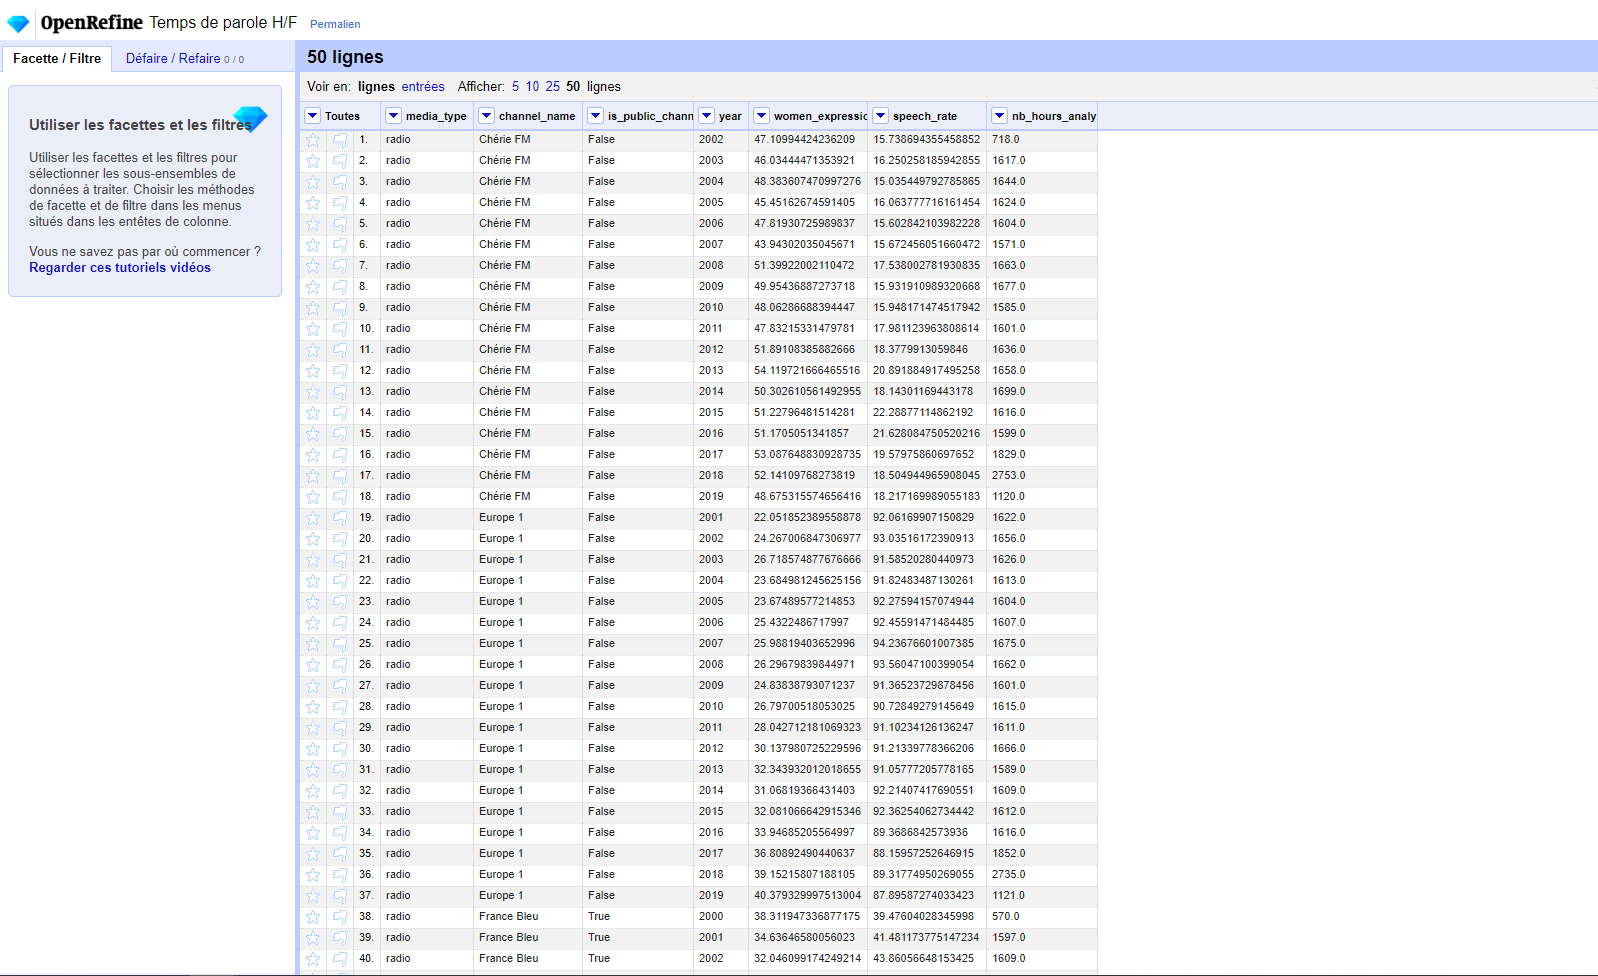 OpenRefine Temps de parole H/F Permalien
Facette / Filtre Défaire / Refaire 0 / 0
Utiliser les facettes et les filtres
Utiliser les facettes et les filtres pour
sélectionner les sous-ensembles de
données à traiter. Choisir les méthodes
de facette et de filtre dans les menus
situés dans les entêtes de colonne.
Vous ne savez pas par où commencer ?
Regarder ces tutoriels vidéos
50 lignes
Voir en: lignes entrées Afficher: 5 10 25 50 lignes
Toutes media_type channel_name is_public_chann year women_expressio speech_rate nb_hours_analy
1. radio Chérie FM False 2002 47.10994424236209 15.738694355458852 718.0
2. radio Chérie FM False 2003 46.03444471353921 16.250258185942855 1617.0
3. radio Chérie FM False 2004 48.383607470997276 15.035449792785865 1644.0
4. radio Chérie FM False 2005 45.45162674591405 16.063777716161454 1624.0
5. radio Chérie FM False 2006 47.81930725989837 15.602842103982228 1604.0
6. radio Chérie FM False 2007 43.94302035045671 15.672456051660472 1571.0
7. radio Chérie FM False 2008 51.39922002110472 17.538002781930835 1663.0
8. radio Chérie FM False 2009 49.95436887273718 15.931910989320668 1677.0
9. radio Chérie FM False 2010 48.06286688394447 15.948171474517942 1585.0
10. radio Chérie FM False 2011 47.83215331479781 17.981123963808614 1601.0
11. radio Chérie FM False 2012 51.89108385882666 18.3779913059846 1636.0
12. radio Chérie FM False 2013 54.119721666465516 20.891884917495258 1658.0
13. radio Chérie FM False 2014 50.302610561492955 18.14301169443178 1699.0
14. radio Chérie FM False 2015 51.22796481514281 22.28877114862192 1616.0
15. radio Chérie FM False 2016 51.1705051341857 21.628084750520216 1599.0
16. radio Chérie FM False 2017 53.087648830928735 19.57975860697652 1829.0
17. radio Chérie FM False 2018 52.14109768273819 18.504944965908045 2753.0
18. radio Chérie FM False 2019 48.675315574656416 18.217169989055183 1120.0
19. radio Europe 1 False 2001 22.051852389558878 92.06169907150829 1622.0
20. radio Europe 1 False 2002 24.267006847306977 93.03516172390913 1656.0
21. radio Europe 1 False 2003 26.718574877676666 91.58520280440973 1626.0
22. radio Europe 1 False 2004 23.684981245625156 91.82483487130261 1613.0
23. radio Europe 1 False 2005 23.67489577214853 92.27594157074944 1604.0
24. radio Europe 1 False 2006 25.4322486717997 92.45591471484485 1607.0
25. radio Europe 1 False 2007 25.98819403652996 94.23676601007385 1675.0
26. radio Europe 1 False 2008 26.29679839844971 93.56047100399054 1662.0
27. radio Europe 1 False 2009 24.83838793071237 91.36523729878456 1601.0
28. radio Europe 1 False 2010 26.79700518053025 90.72849279145649 1615.0
29. radio Europe 1 False 2011 28.042712181069323 91.10234126136247 1611.0
30. radio Europe 1 False 2012 30.137980725229596 91.21339778366206 1666.0
31. radio Europe 1 False 2013 32.343932012018655 91.05777205778165 1589.0
32. radio Europe 1 False 2014 31.06819366431403 92.21407417690551 1609.0
33. radio Europe 1 False 2015 32.081066642915346 92.36254062734442 1612.0
34. radio Europe 1 False 2016 33.94685205564997 89.3686842573936 1616.0
35. radio Europe 1 False 2017 36.80892490440637 88.15957252646915 1852.0
36. radio Europe 1 False 2018 39.15215807188105 89.31774950269055 2735.0
37. radio Europe 1 False 2019 40.379329997513004 87.89587274033423 1121.0
38. radio France Bleu True 2000 38.311947336877175 39.47604028345998 570.0
39. radio France Bleu True 2001 34.63646580056023 41.481173775147234 1597.0
40. radio France Bleu True 2002 32.046099174249214 43.86056648153425 1609.0